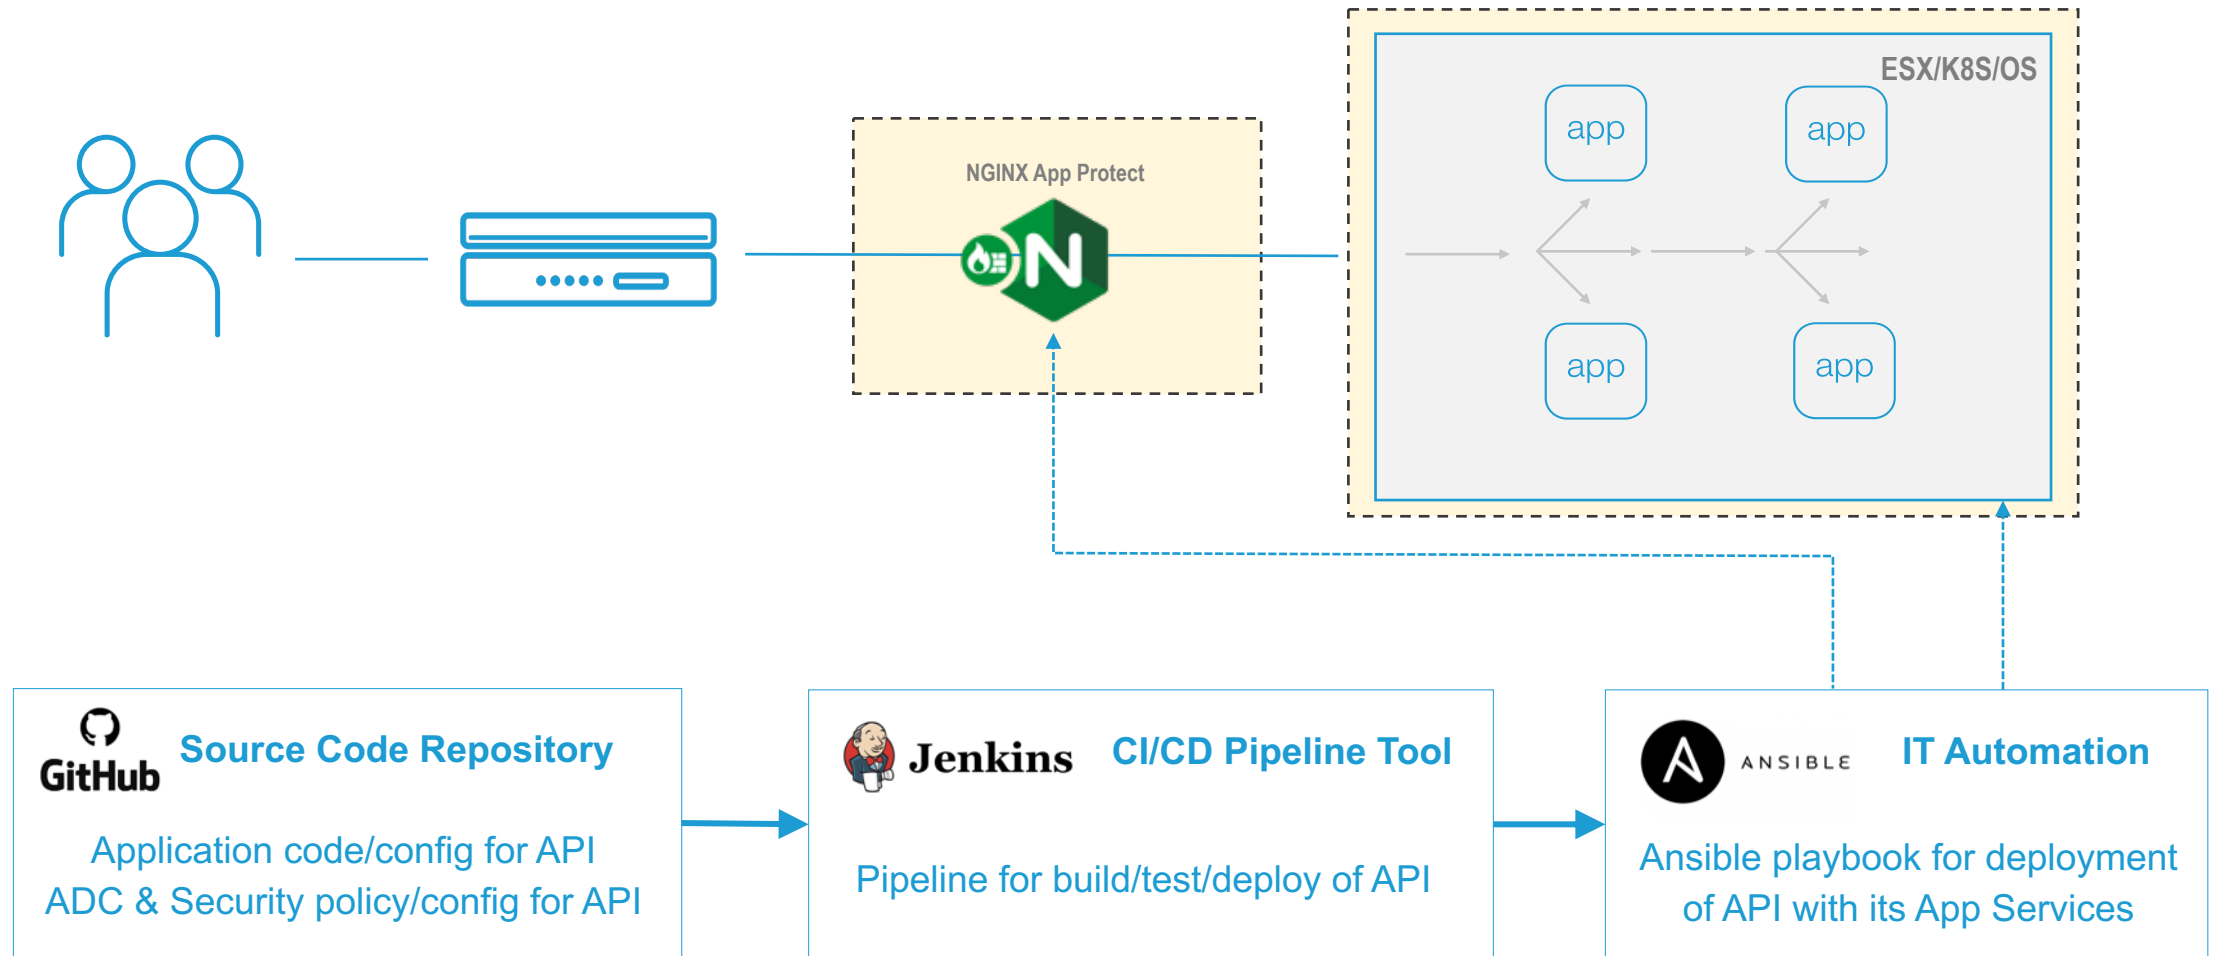 ESX/K8S/OS
app
app
NGINX App Protect
N
app
app
GitHub
Source Code Repository
Application code/config for API
ADC & Security policy/config for API
Jenkins
CI/CD Pipeline Tool
Pipeline for build/test/deploy of API
A
ANSIBLE
IT Automation
Ansible playbook for deployment
of API with its App Services